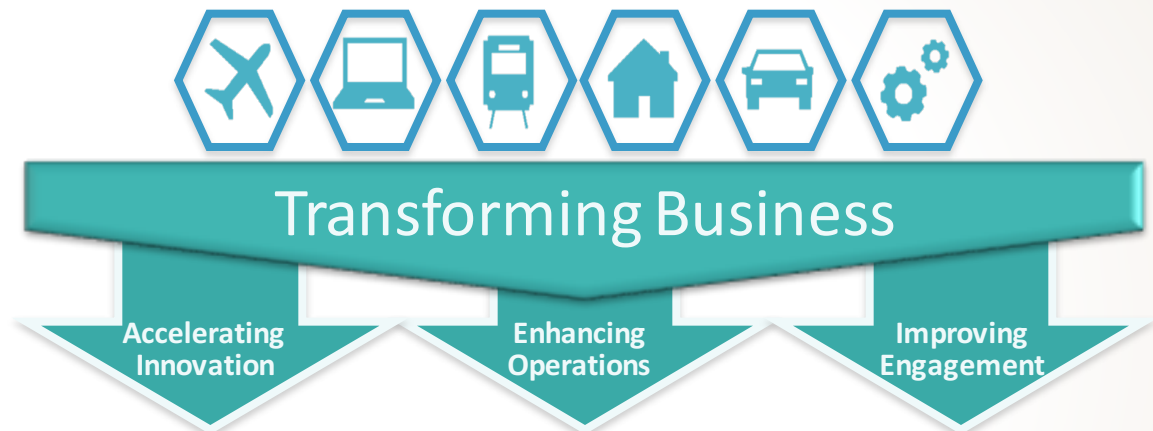 Transforming Business
Accelerating
Innovation
Enhancing
Operations
Improving
Engagement